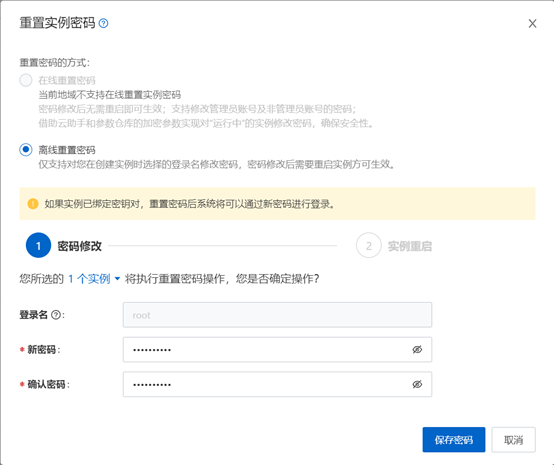 重置实例密码
重置密码的方式：
在线重置密码
当前地域不支持在线重置实例密码
密码修改后无需重启即可生效；支持修改管理员账号及非管理员账号的密码；
借助云助手和参数仓库的加密参数实现对“运行中”的实例修改密码，确保安全性。
离线重置密码
仅支持对您在创建实例时选择的登录名修改密码，密码修改后需要重启实例方可生效。
如果实例已绑定密钥对，重置密码后系统将可以通过新密码进行登录。
1 密码修改
2 实例重启
您所选的 1 个实例 将执行重置密码操作，您是否确定操作？
登录名：
root
* 新密码：
••••••••••
* 确认密码：
••••••••••
保存密码
取消